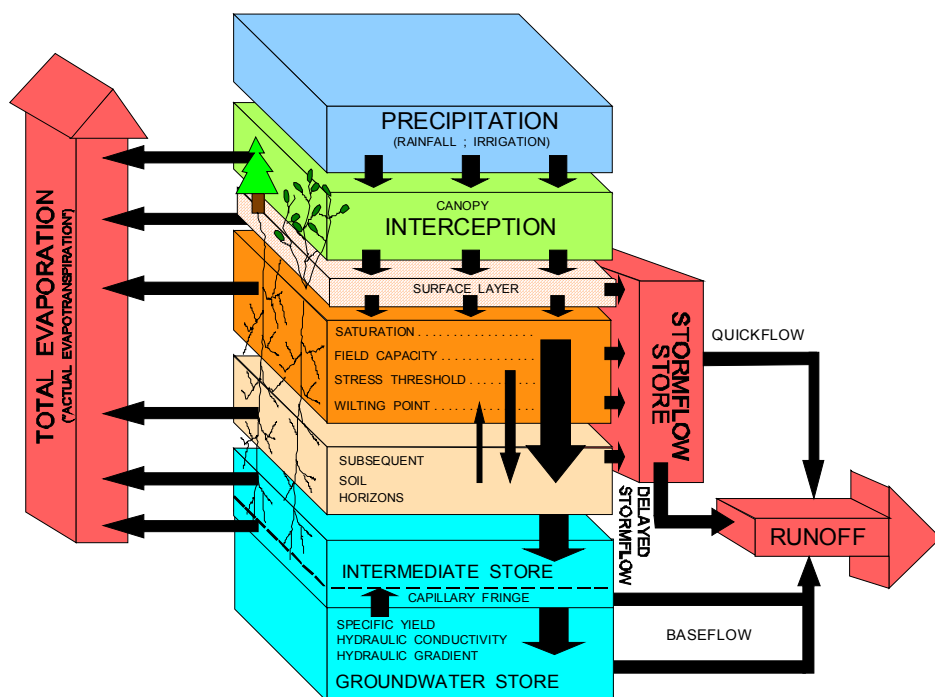 PRECIPITATION
(RAINFALL ; IRRIGATION)
CANOPY
INTERCEPTION
SURFACE LAYER
SATURATION . . . . . . . . . . . . . . .
FIELD CAPACITY . . . . . . . . . . . .
STRESS THRESHOLD . . . . . . . . .
WILTING POINT . . . . . . . . . . . . .
SUBSEQUENT
SOIL
HORIZONS
INTERMEDIATE STORE
CAPILLARY FRINGE
SPECIFIC YIELD
HYDRAULIC CONDUCTIVITY
HYDRAULIC GRADIENT
GROUNDWATER STORE
TOTAL EVAPORATION
("ACTUAL EVAPOTRANSPIRATION")
STORMFLOW
STORE
QUICKFLOW
DELAYED
STORMFLOW
RUNOFF
BASEFLOW